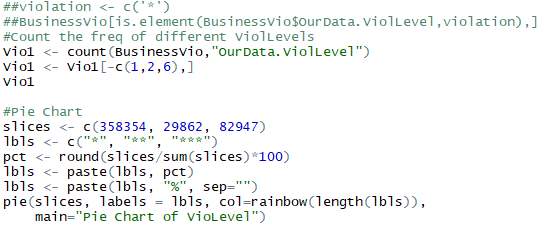 ##violation <- c('*')
##BusinessVio[is.element(BusinessVio$OurData.ViolLevel,violation),]
#Count the freq of different ViolLevels
Vio1 <- count(BusinessVio,"OurData.ViolLevel")
Vio1 <- Vio1[-c(1,2,6),]
Vio1
#Pie Chart
slices <- c(358354, 29862, 82947)
lbls <- c("*", "**", "***")
pct <- round(slices/sum(slices)*100)
lbls <- paste(lbls, pct)
lbls <- paste(lbls, "%", sep="")
pie(slices, labels = lbls, col=rainbow(length(lbls)),
main="Pie Chart of VioLevel")